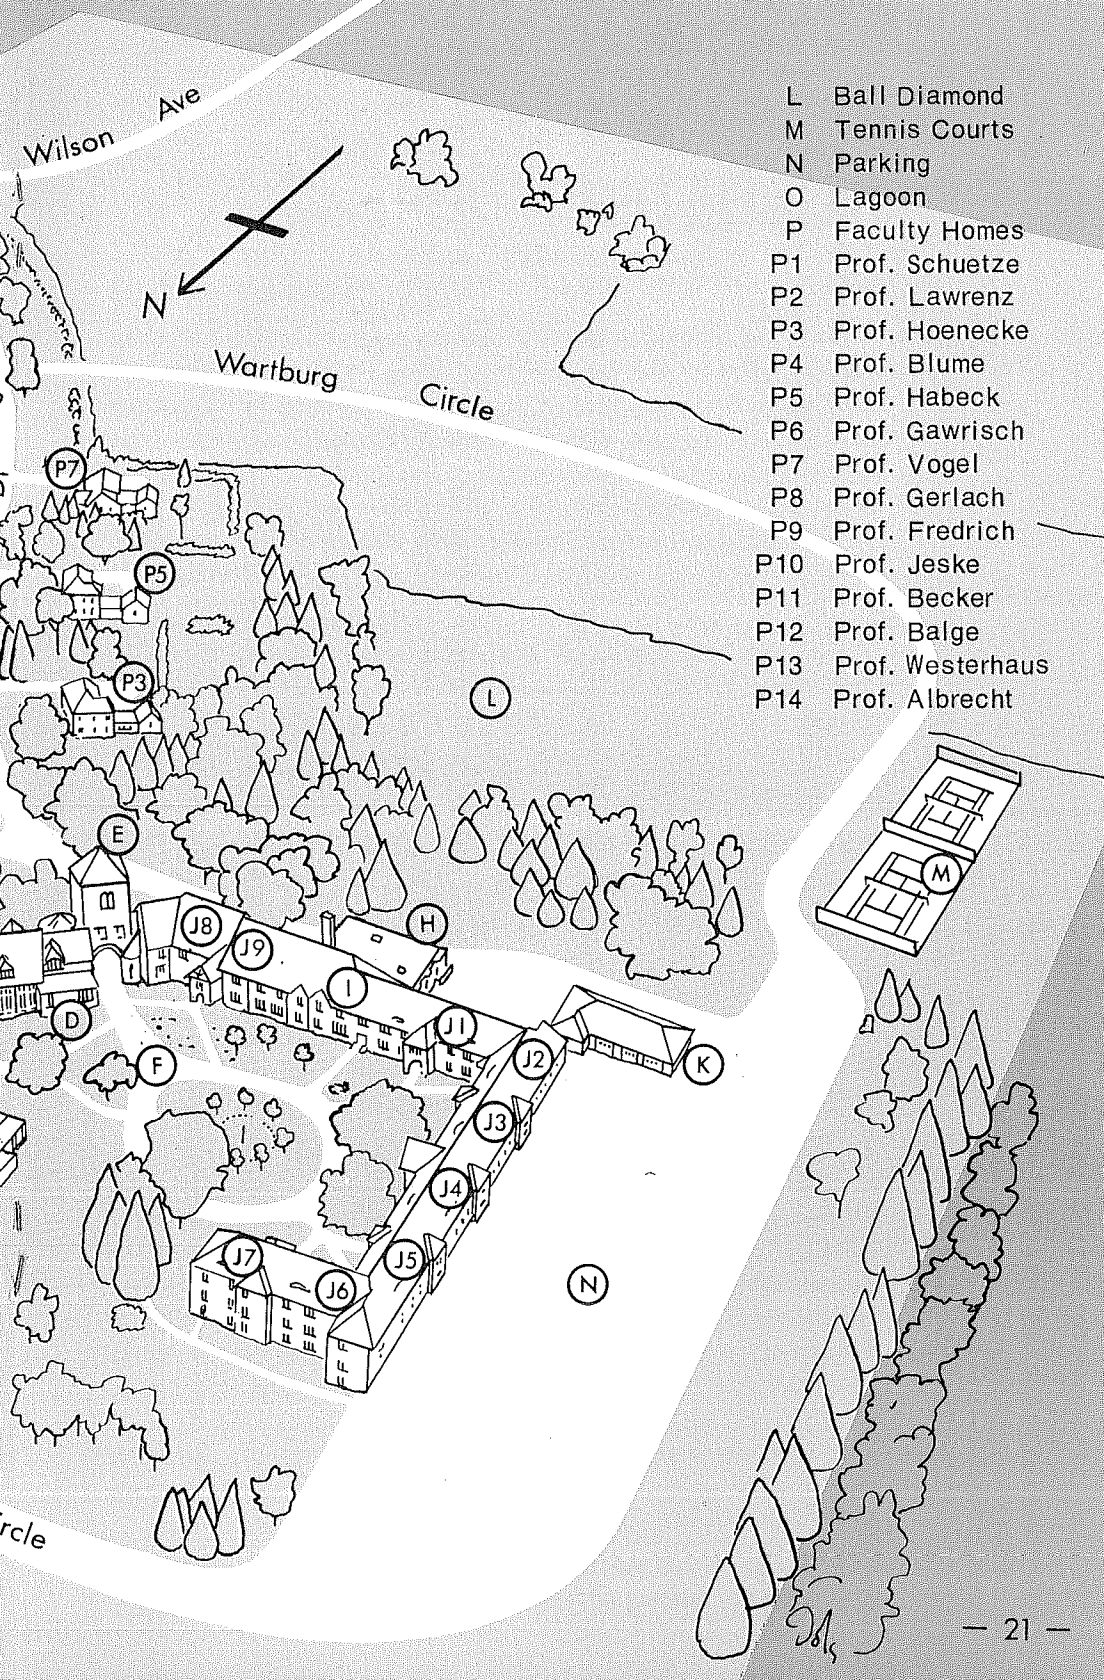 Wilson Ave
N
Wartburg Circle
L Ball Diamond
M Tennis Courts
N Parking
O Lagoon
P Faculty Homes
P1 Prof. Schuetze
P2 Prof. Lawrenz
P3 Prof. Hoenecke
P4 Prof. Blume
P5 Prof. Habeck
P6 Prof. Gawrisch
P7 Prof. Vogel
P8 Prof. Gerlach
P9 Prof. Fredrich
P10 Prof. Jeske
P11 Prof. Becker
P12 Prof. Balge
P13 Prof. Westerhaus
P14 Prof. Albrecht
P7
P5
P3
L
E
M
J8
H
J9
I
D
J1
J2
F
K
J3
J4
J7
J5
J6
N
ircle
— 21 —